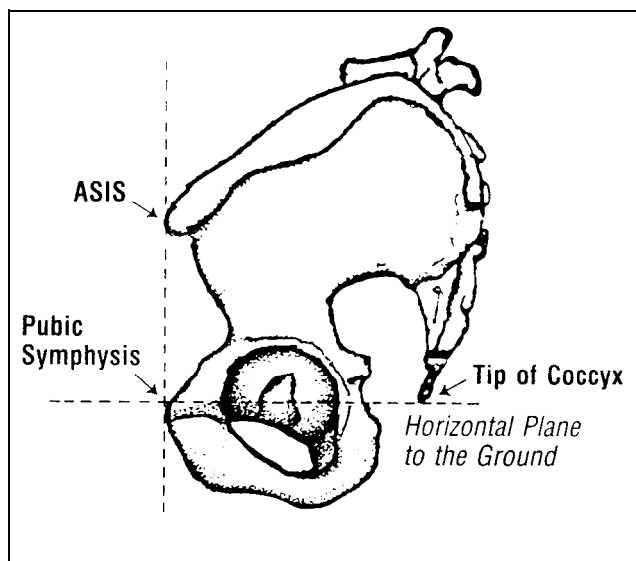 ASIS
Pubic
Symphysis
Tip of Coccyx
Horizontal Plane
to the Ground